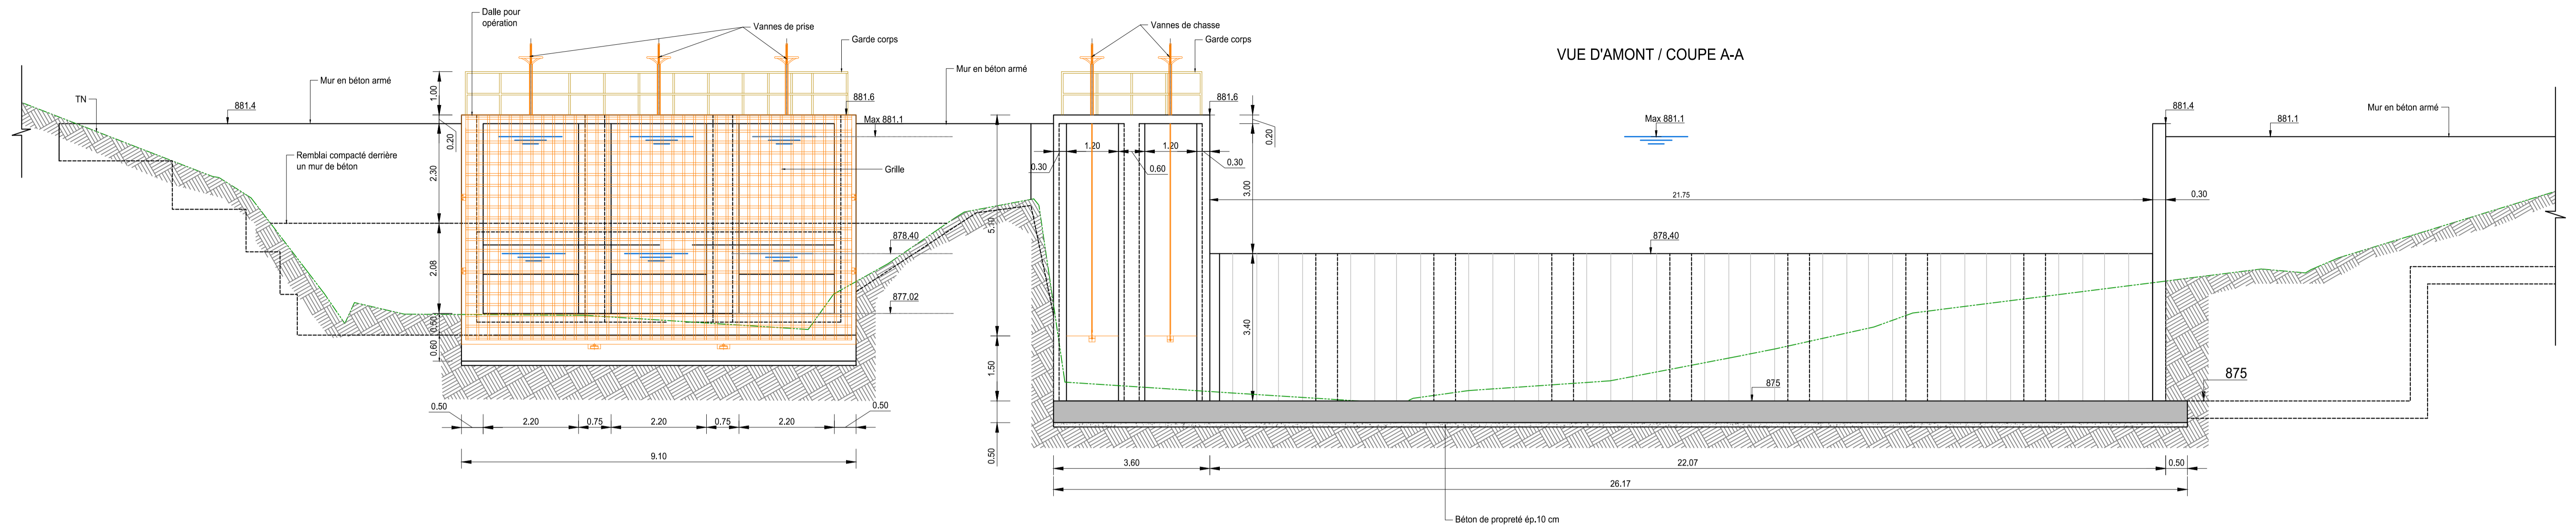 VUE D'AMONT / COUPE A-A
Dalle pour
opération
Vannes de prise
Garde corps
Vannes de chasse
Garde corps
Mur en béton armé
TN
881.4
1,00
881.6
Max 881.1
Mur en béton armé
881.6
Max 881.1
881.4
881.1
Mur en béton armé
0.20
0.20
Remblai compacté derrière
un mur de béton
2.30
Grille
0.30
1.20
0.60
1.20
0.30
3.00
21.75
0.30
5.10
878.40
878.40
2.08
877.02
0.50
0.60
3.40
1.50
875
875
0.50
2.20
0.75
2.20
0.75
2.20
0.50
9.10
0.50
3.60
22.07
0.50
26.17
Béton de propreté ép.10 cm